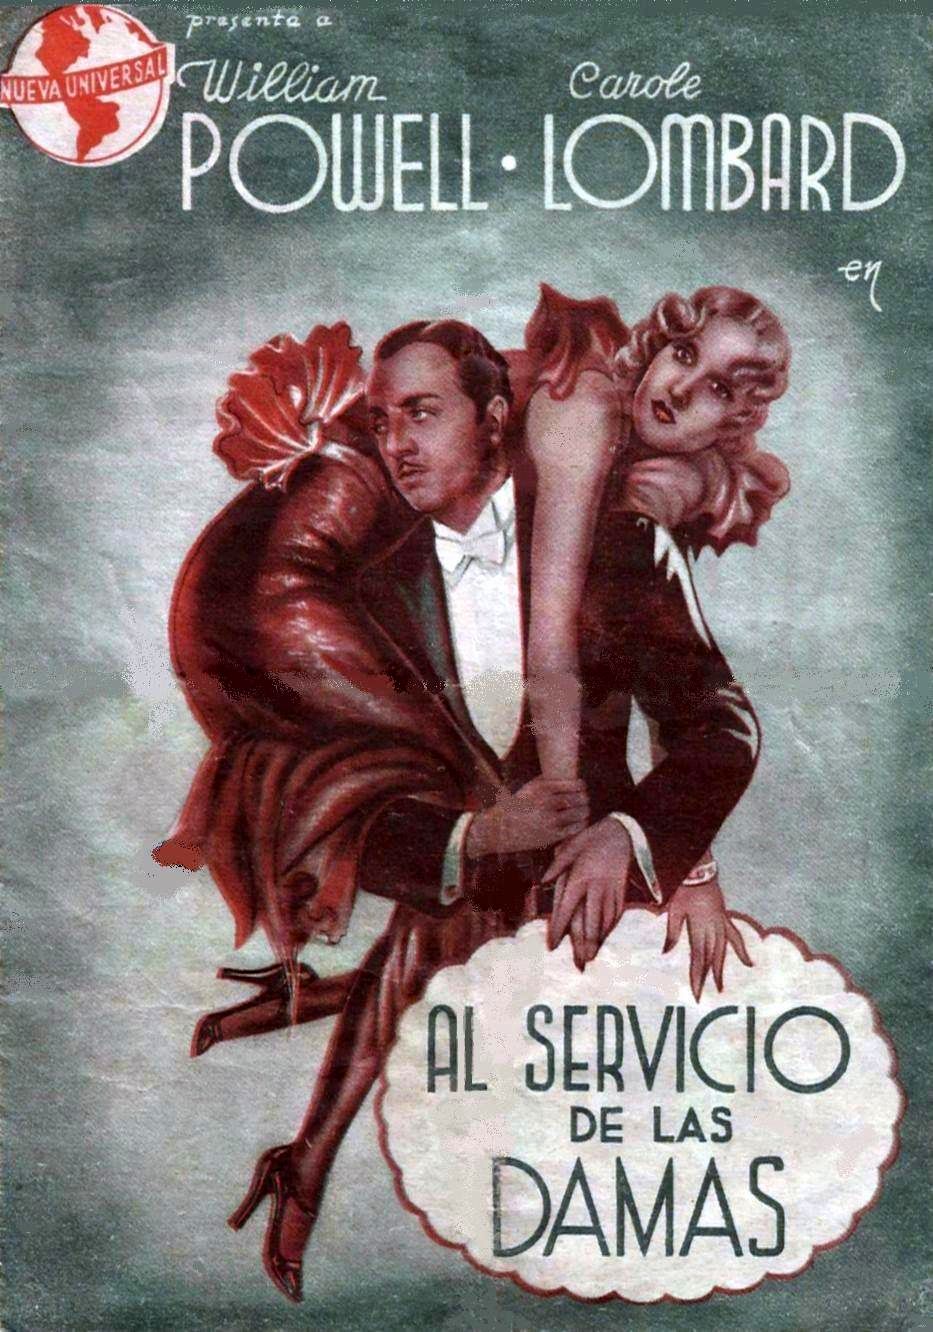 NUEVA UNIVERSAL
presenta a
William Carole
POWELL · LOMBARD
en
AL SERVICIO
DE LAS
DAMAS